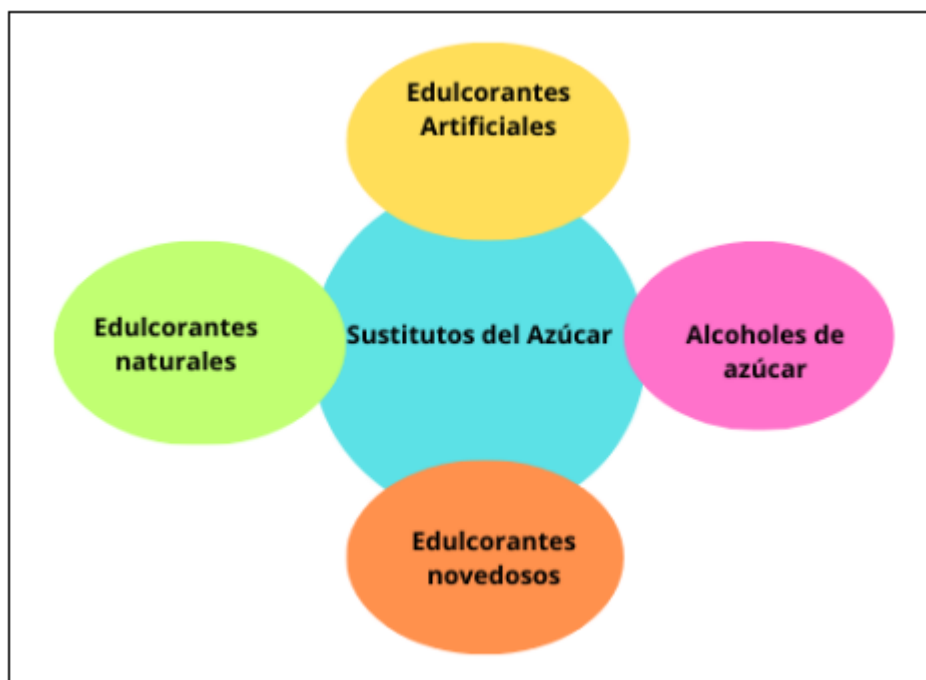 Edulcorantes
Artificiales
Edulcorantes
naturales
Sustitutos del Azúcar
Alcoholes de
azúcar
Edulcorantes
novedosos